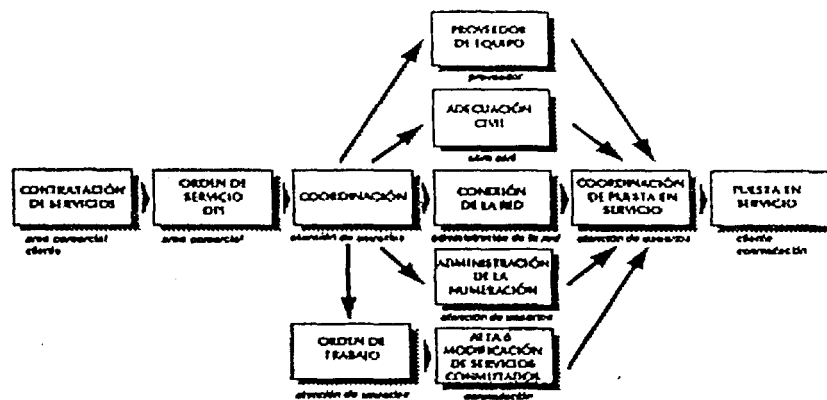 PROVEEDOR
DE EQUIPO
proveedor
ADECUACIÓN
CIVIL
obra civil
CONTRATACIÓN
DE SERVICIOS
area comercial
cliente
ORDEN DE
SERVICIO
area comercial
COORDINACIÓN
atención de usuarios
CONEXIÓN
DE LA RED
administración de la red
COORDINACIÓN
DE PUESTA EN
SERVICIO
atención de usuarios
PUESTA EN
SERVICIO
cliente
conmutación
ADMINISTRACIÓN
DE LA
NUMERACIÓN
atención de usuarios
ORDEN DE
TRABAJO
atención de usuarios
ALTA Ó
MODIFICACIÓN
DE SERVICIOS
CONMUTADOS
conmutación